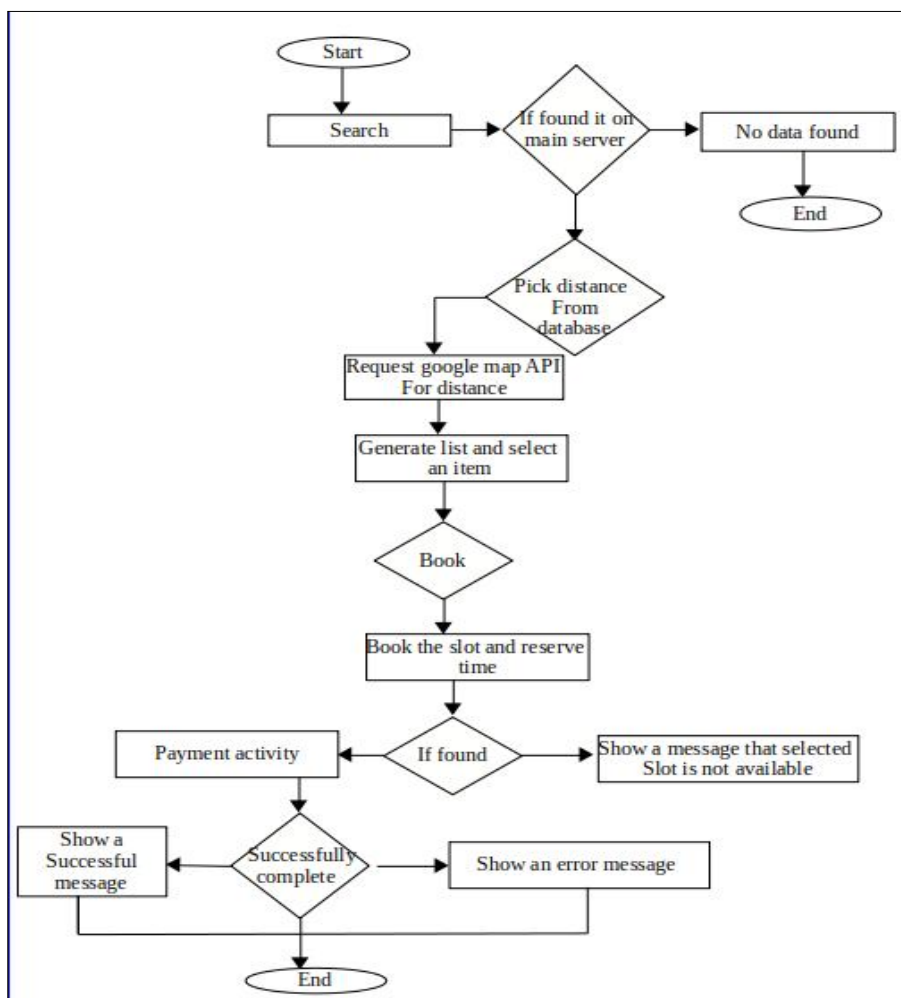 Start
Search
If found it on
main server
No data found
End
Pick distance
From
database
Request google map API
For distance
Generate list and select
an item
Book
Book the slot and reserve
time
Payment activity
If found
Show a message that selected
Slot is not available
Show a
Successful
message
Successfully
complete
Show an error message
End